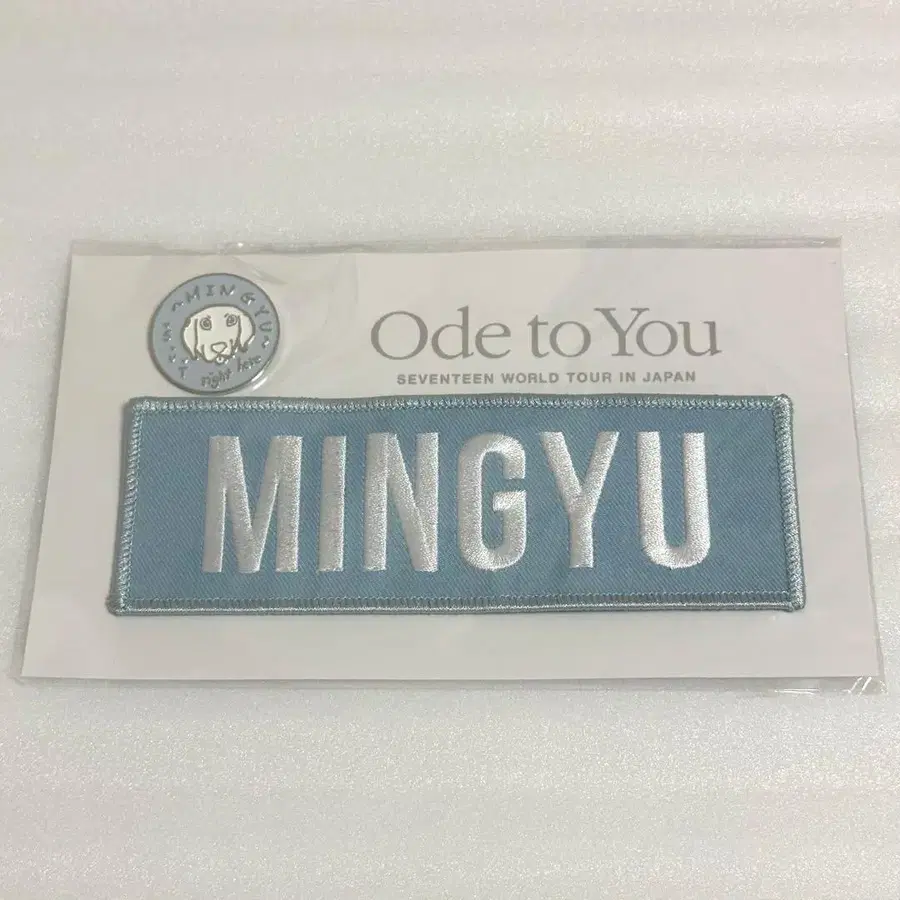 MINGYU
right here
Ode to You
SEVENTEEN WORLD TOUR IN JAPAN
MINGYU